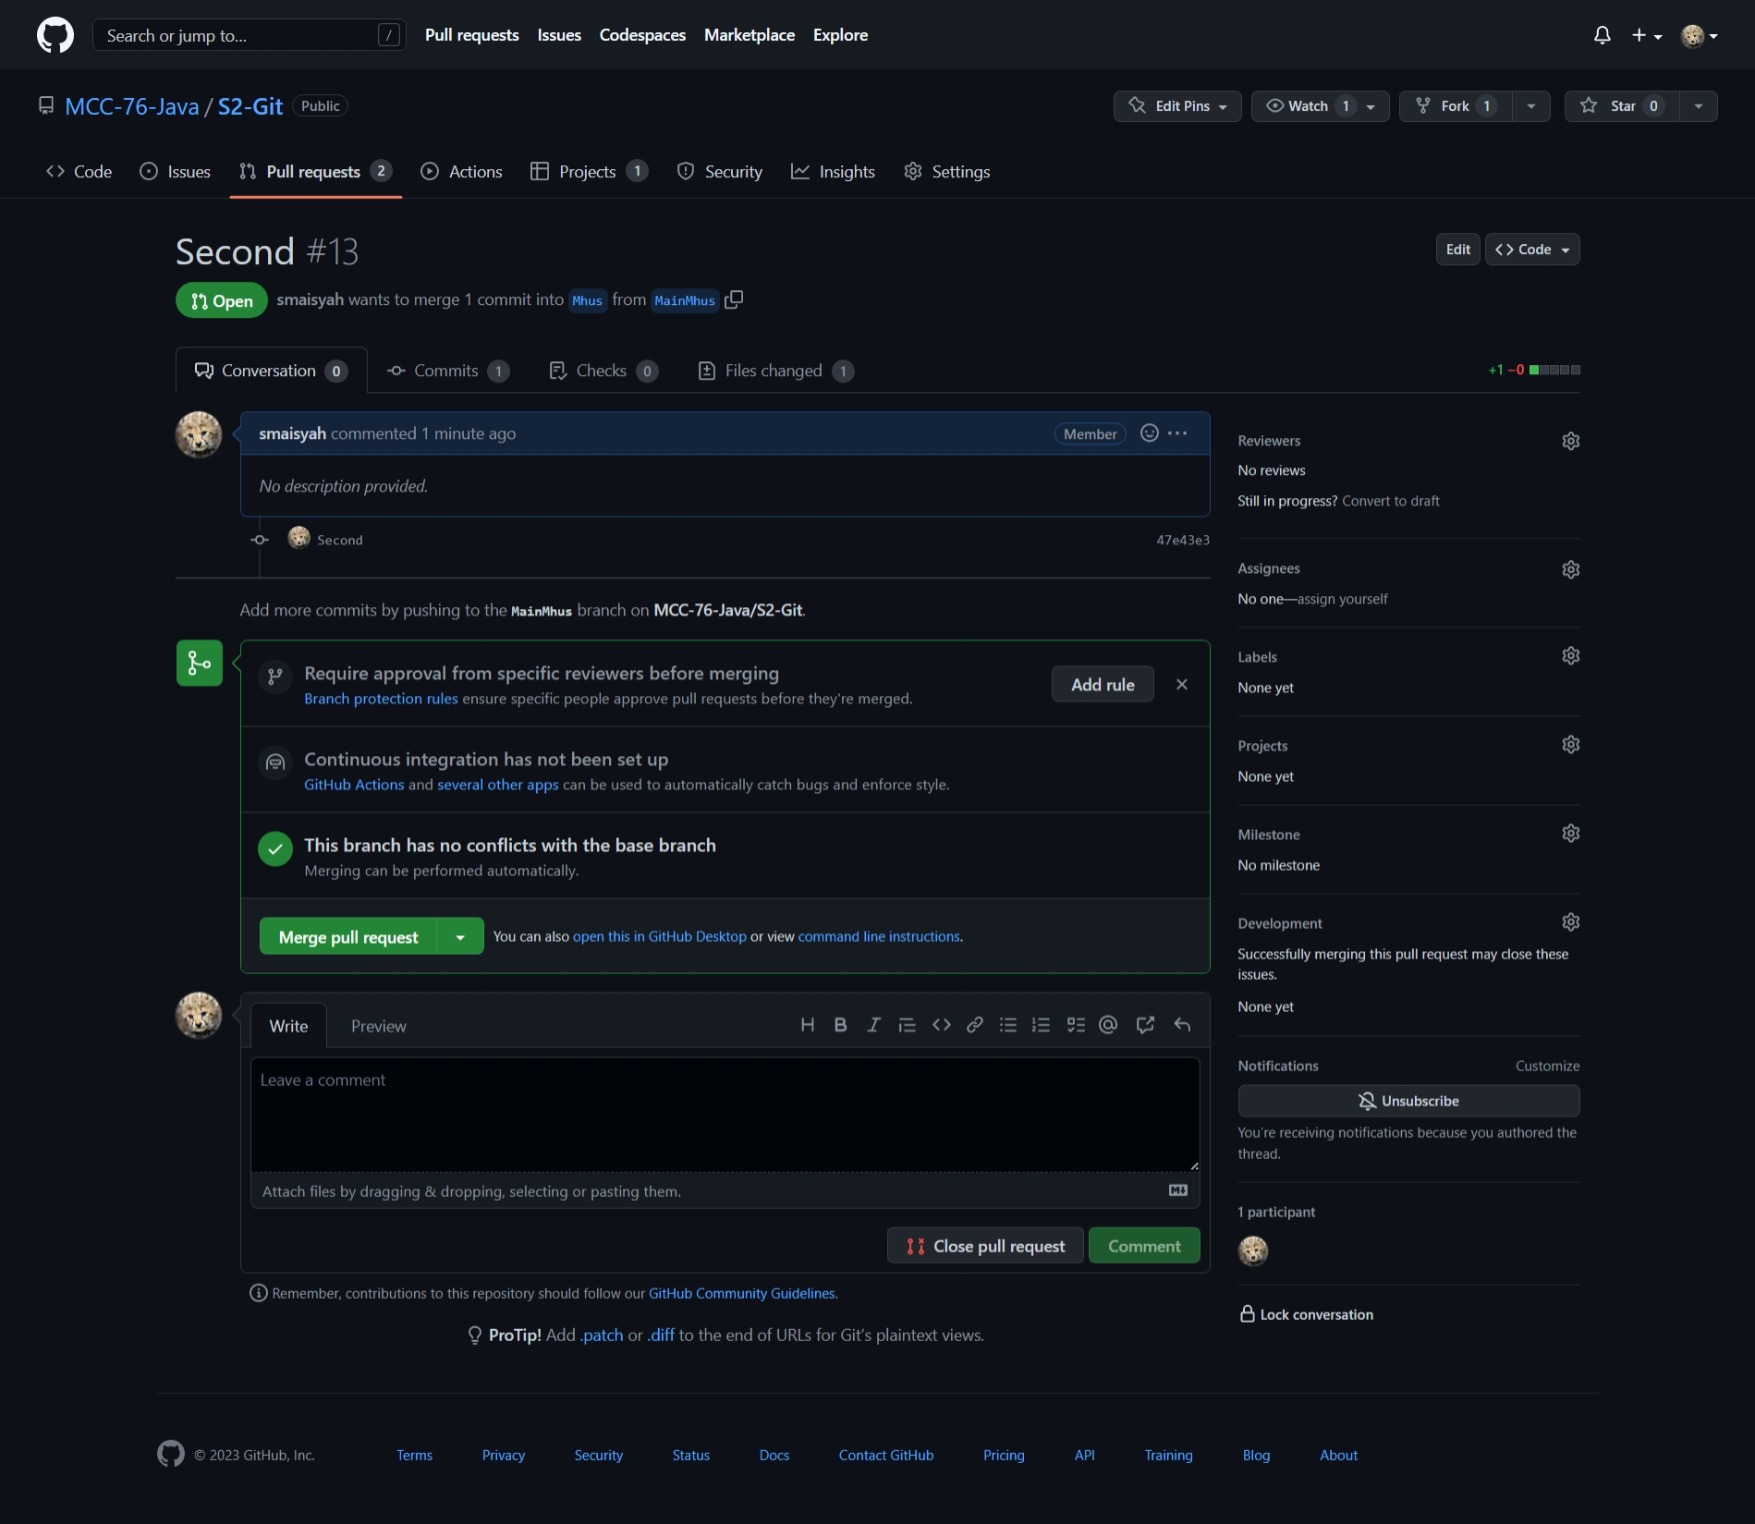 Search or jump to... / Pull requests Issues Codespaces Marketplace Explore
MCC-76-Java / S2-Git Public Edit Pins Watch 1 Fork 1 Star 0
Code Issues Pull requests 2 Actions Projects 1 Security Insights Settings
Second #13 Edit Code
Open smaisyah wants to merge 1 commit into Mhus from MainMhus
Conversation 0 Commits 1 Checks 0 Files changed 1 +1 −0
smaisyah commented 1 minute ago Member ...
No description provided.
Second 47e43e3
Add more commits by pushing to the MainMhus branch on MCC-76-Java/S2-Git.
Require approval from specific reviewers before merging
Branch protection rules ensure specific people approve pull requests before they're merged.
Add rule
Continuous integration has not been set up
GitHub Actions and several other apps can be used to automatically catch bugs and enforce style.
This branch has no conflicts with the base branch
Merging can be performed automatically.
Merge pull request You can also open this in GitHub Desktop or view command line instructions.
Write Preview H B I @
Leave a comment
Attach files by dragging & dropping, selecting or pasting them.
Close pull request Comment
Remember, contributions to this repository should follow our GitHub Community Guidelines.
ProTip! Add .patch or .diff to the end of URLs for Git's plaintext views.
Reviewers
No reviews
Still in progress? Convert to draft
Assignees
No one—assign yourself
Labels
None yet
Projects
None yet
Milestone
No milestone
Development
Successfully merging this pull request may close these
issues.
None yet
Notifications Customize
Unsubscribe
You're receiving notifications because you authored the
thread.
1 participant
Lock conversation
© 2023 GitHub, Inc. Terms Privacy Security Status Docs Contact GitHub Pricing API Training Blog About